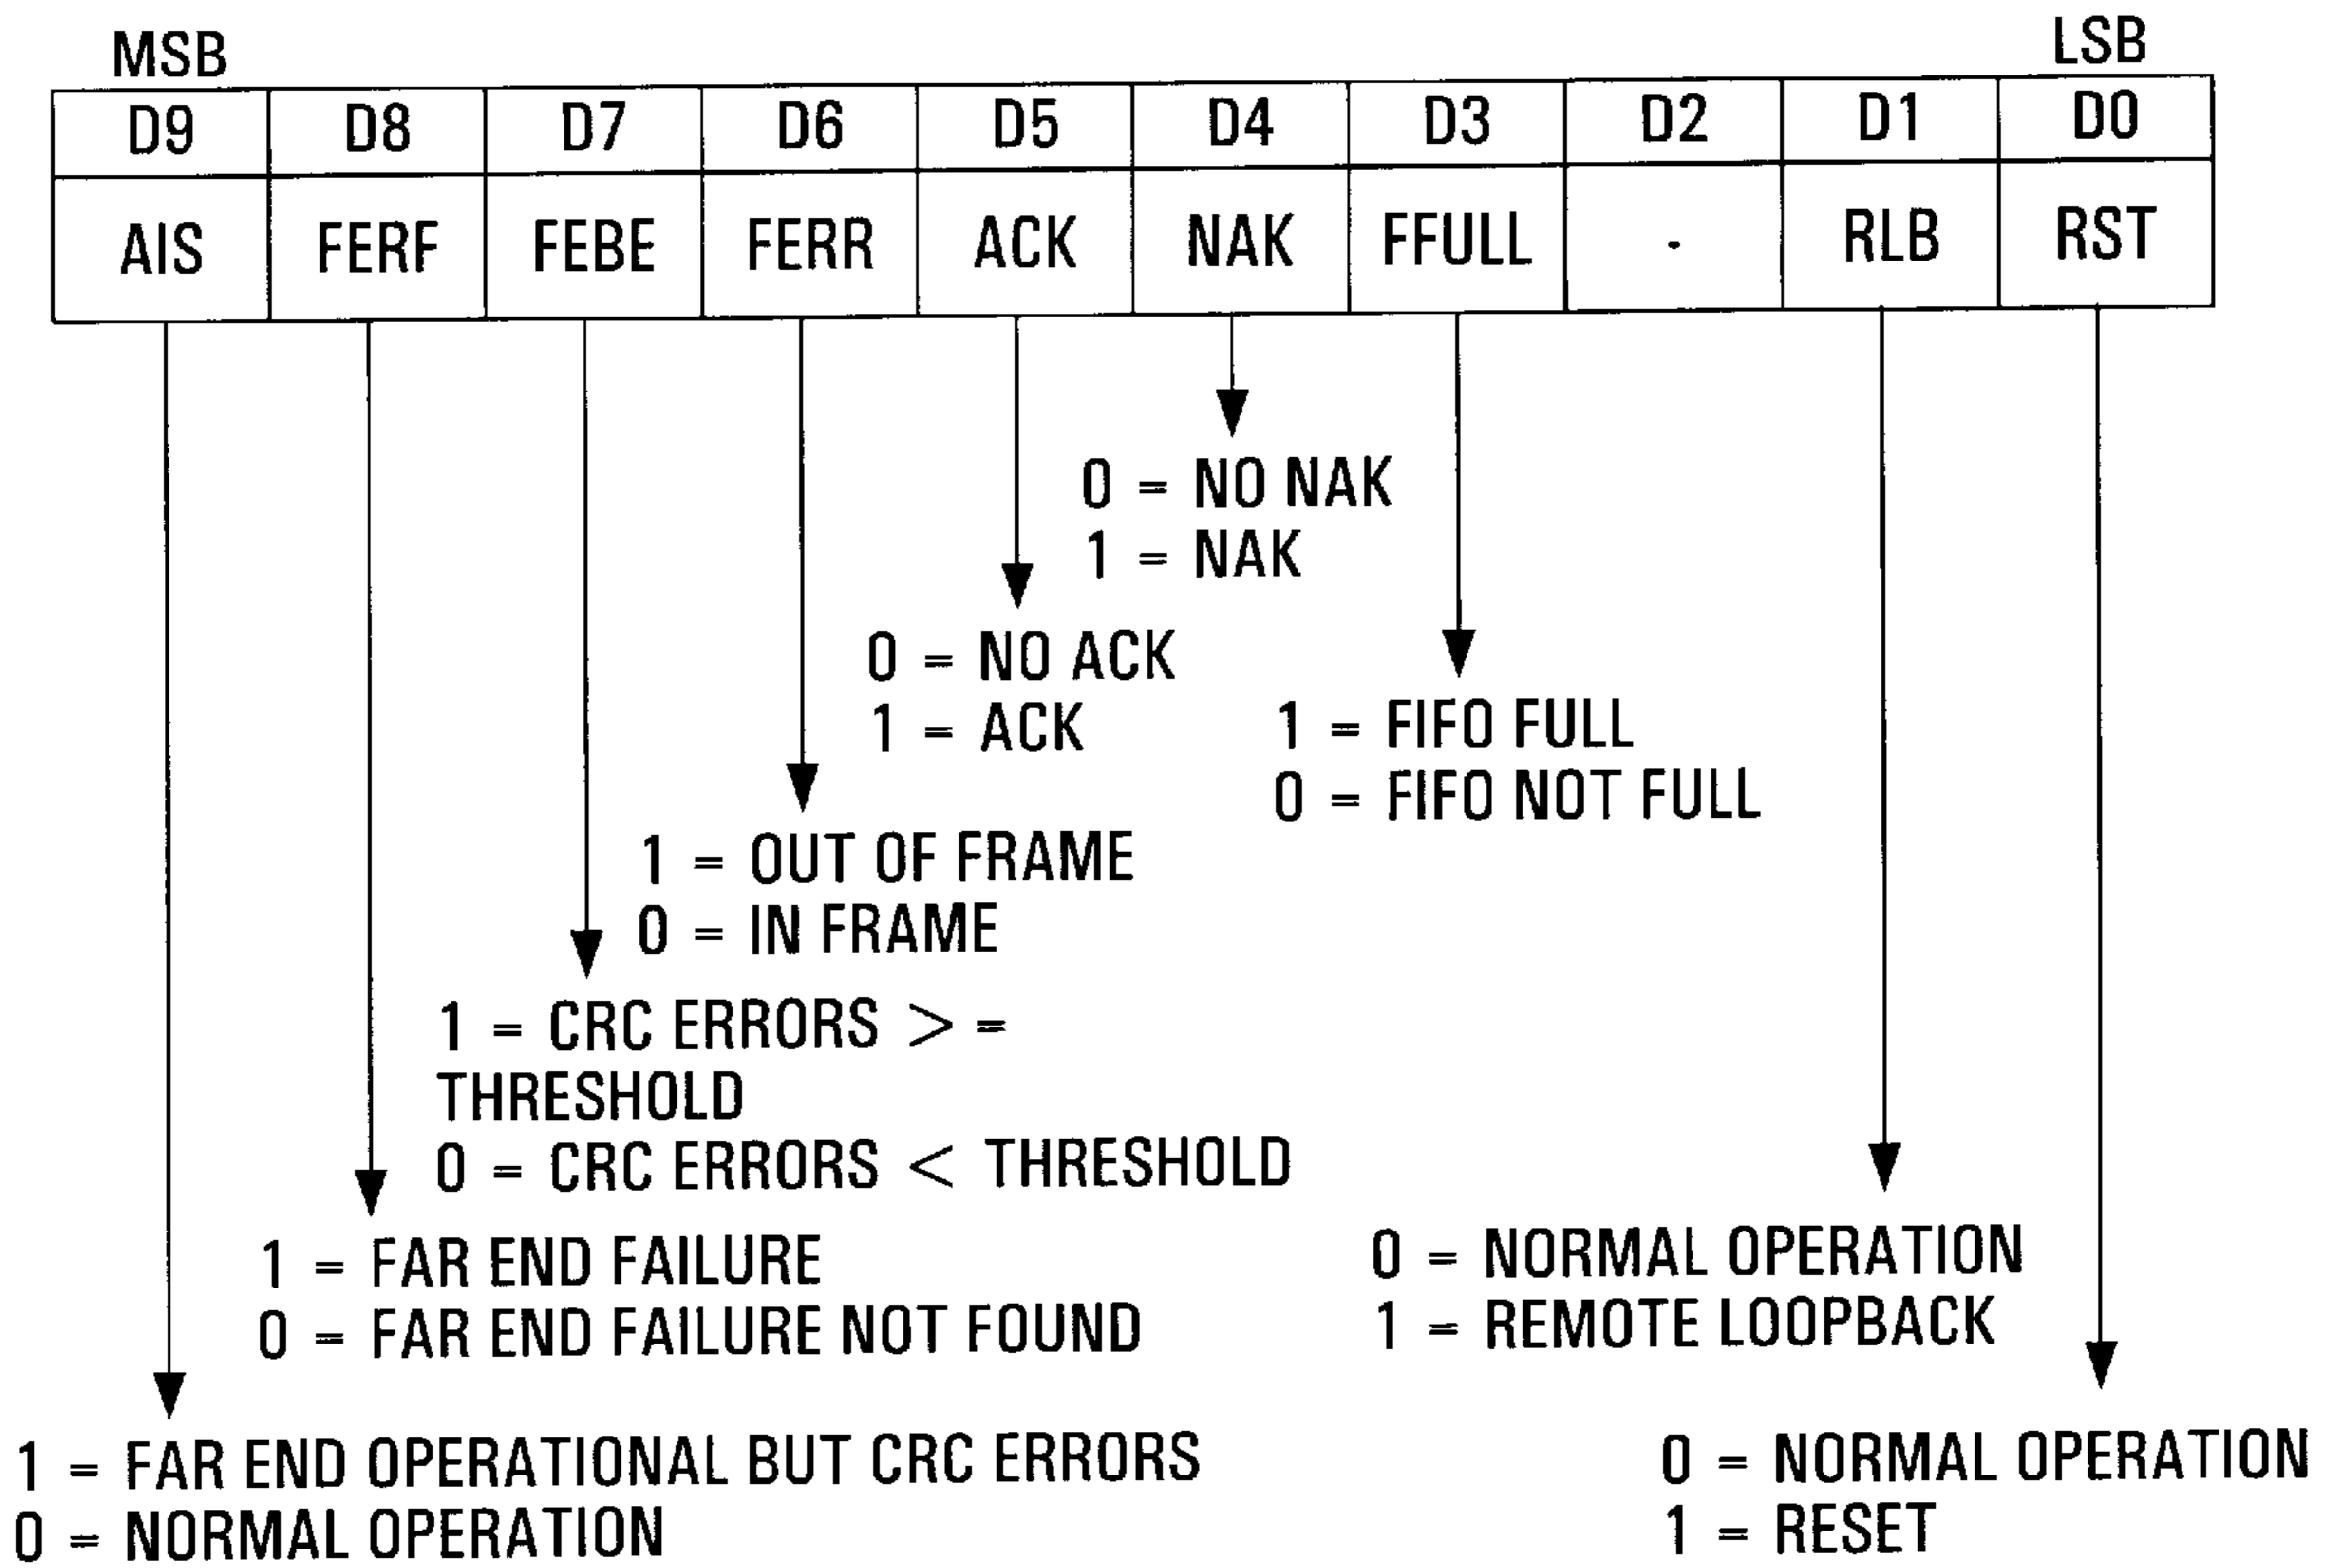 MSB LSB
D9 D8 D7 D6 D5 D4 D3 D2 D1 D0
AIS FERF FEBE FERR ACK NAK FFULL - RLB RST
0 = NO NAK
1 = NAK
0 = NO ACK
1 = ACK
1 = FIFO FULL
0 = FIFO NOT FULL
1 = OUT OF FRAME
0 = IN FRAME
1 = CRC ERRORS > =
THRESHOLD
0 = CRC ERRORS < THRESHOLD
1 = FAR END FAILURE
0 = FAR END FAILURE NOT FOUND
0 = NORMAL OPERATION
1 = REMOTE LOOPBACK
1 = FAR END OPERATIONAL BUT CRC ERRORS
0 = NORMAL OPERATION
0 = NORMAL OPERATION
1 = RESET